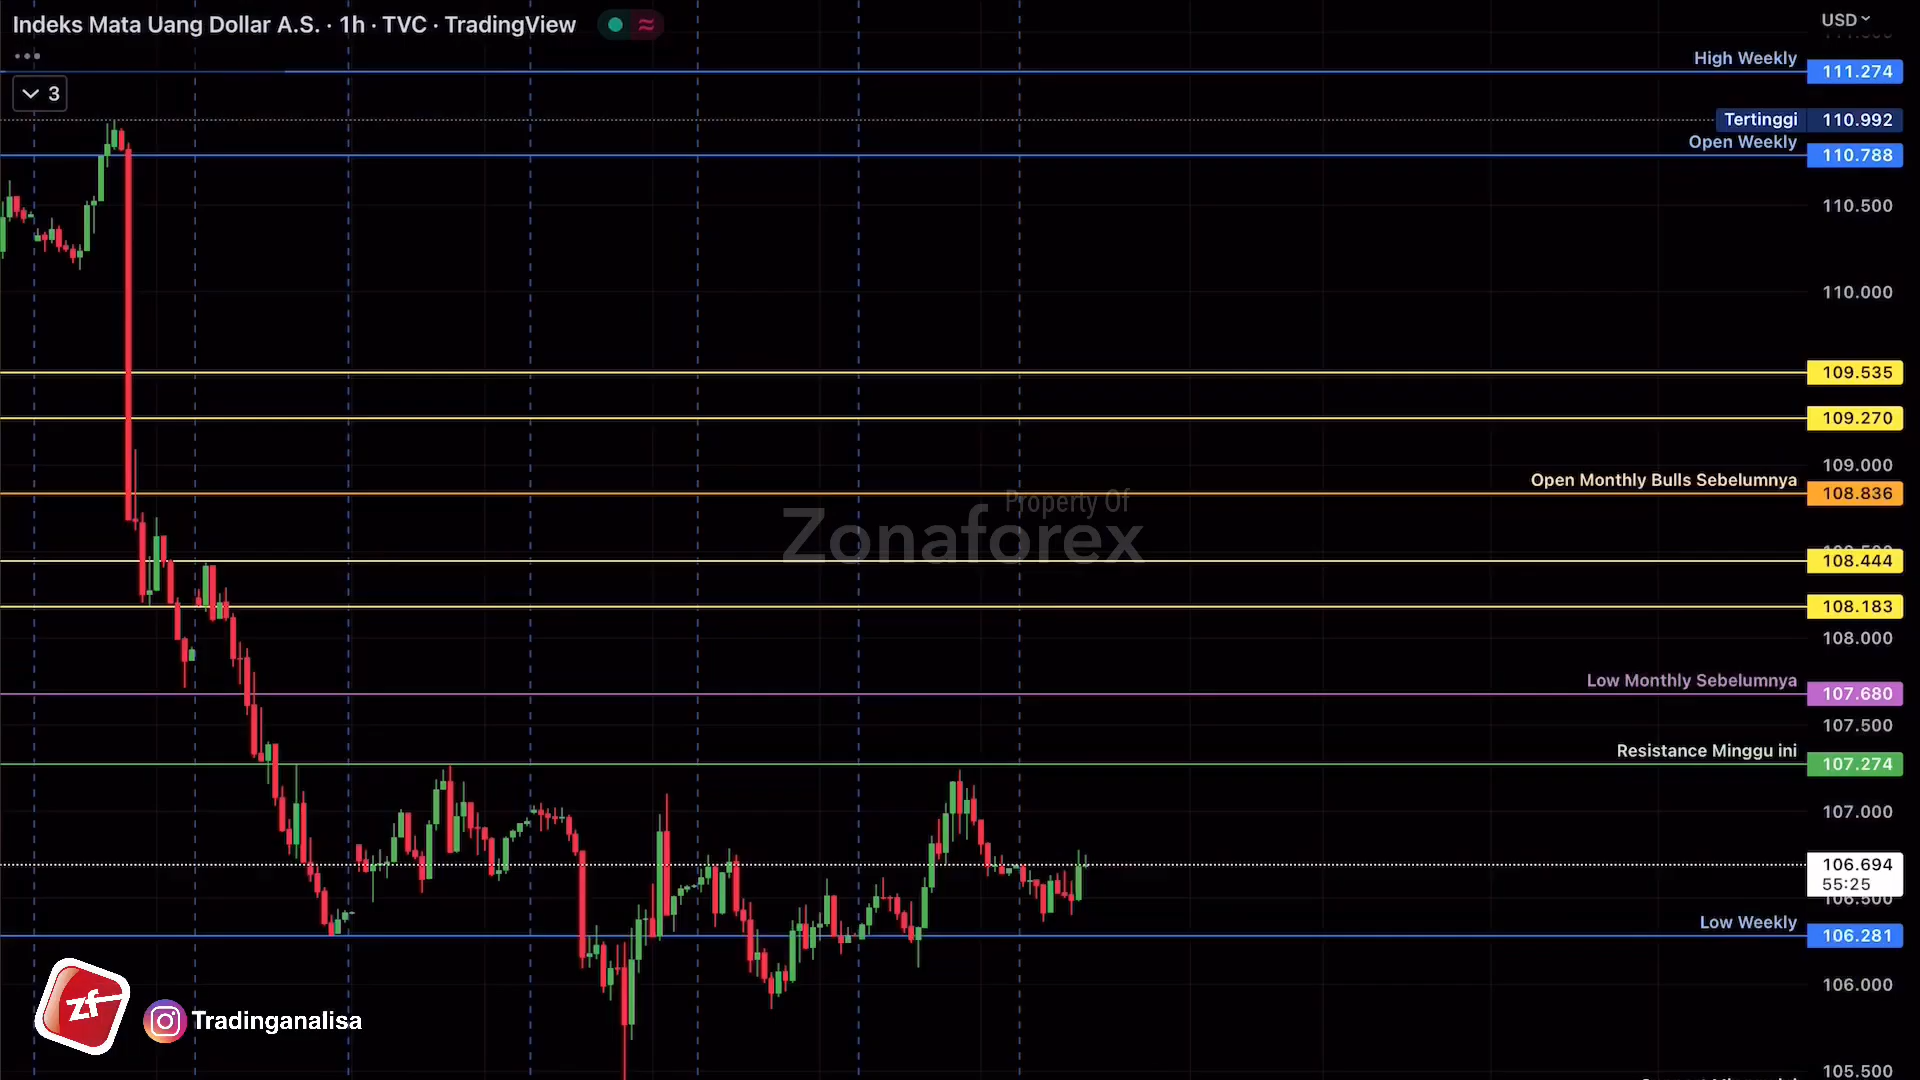 Indeks Mata Uang Dollar A.S. · 1h · TVC · TradingView
USD
3
High Weekly
111.274
Tertinggi 110.992
Open Weekly
110.788
110.500
110.000
109.535
109.270
109.000
Open Monthly Bulls Sebelumnya
108.836
Property Of
Zonaforex
108.444
108.183
108.000
Low Monthly Sebelumnya
107.680
107.500
Resistance Minggu ini
107.274
107.000
106.694
55:25
106.500
Low Weekly
106.281
106.000
zf
Tradinganalisa
105.500